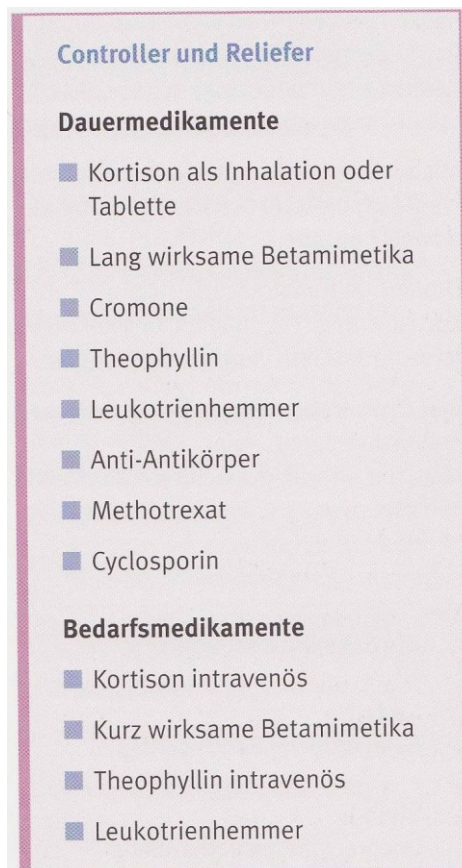 Controller und Reliefer
Dauermedikamente
Kortison als Inhalation oder
Tablette
Lang wirksame Betamimetika
Cromone
Theophyllin
Leukotrienhemmer
Anti-Antikörper
Methotrexat
Cyclosporin
Bedarfsmedikamente
Kortison intravenös
Kurz wirksame Betamimetika
Theophyllin intravenös
Leukotrienhemmer